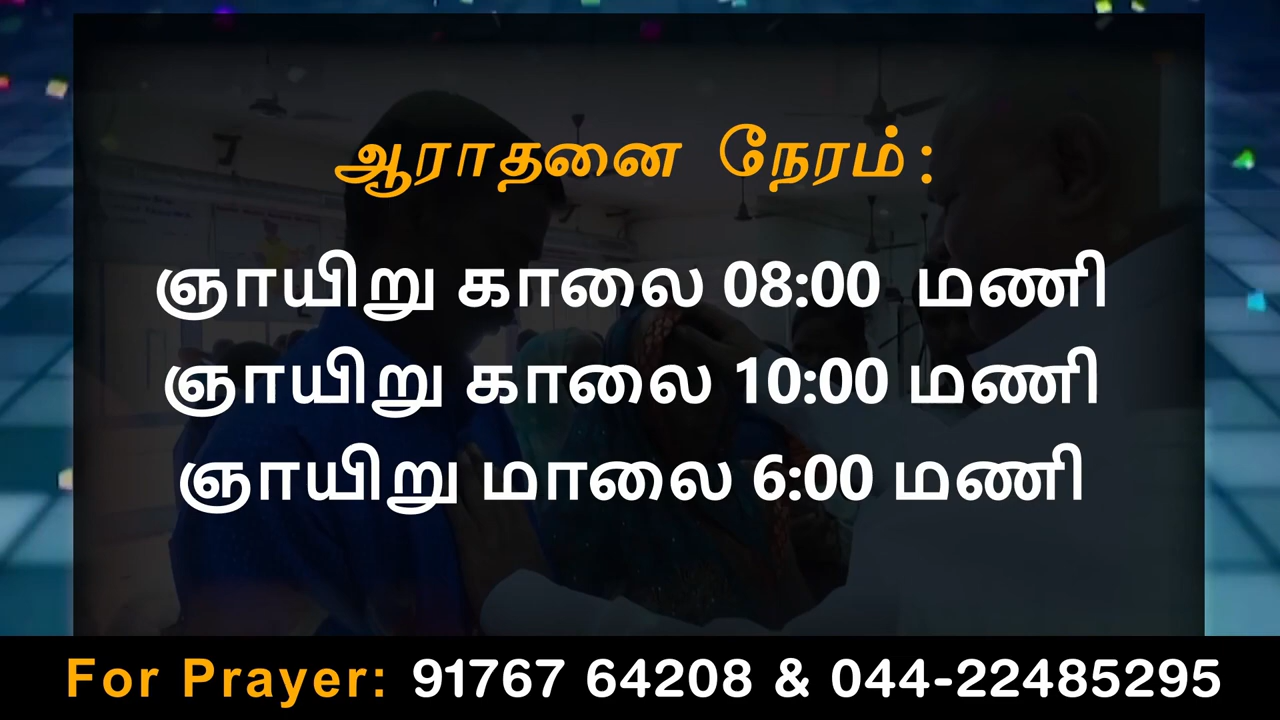 ஆராதனை நேரம்:
ஞாயிறு காலை 08:00 மணி
ஞாயிறு காலை 10:00 மணி
ஞாயிறு மாலை 6:00 மணி
For Prayer: 91767 64208 & 044-22485295